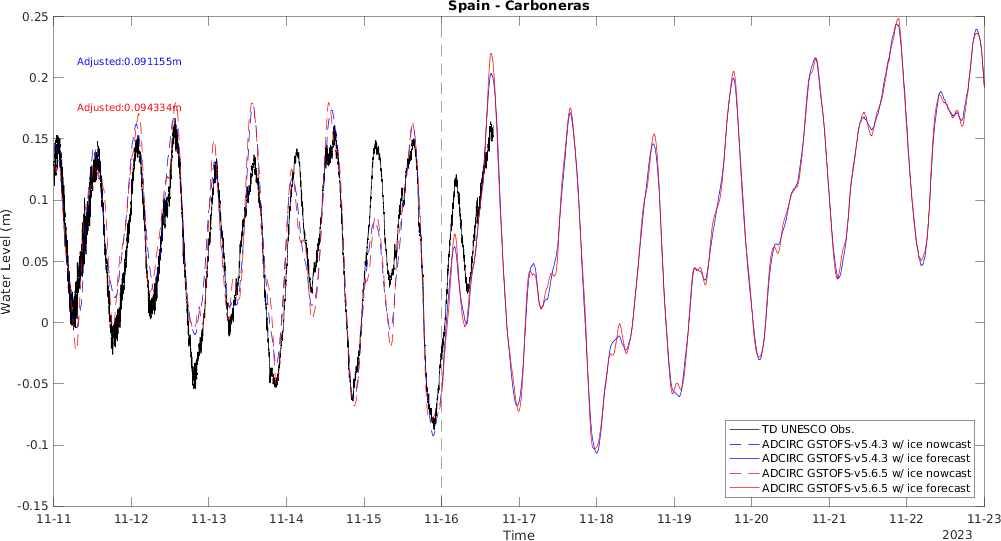 Spain - Carboneras
0.25
0.2
0.15
0.1
0.05
0
-0.05
-0.1
-0.15
Water Level (m)
Adjusted:0.091155m
Adjusted:0.094334m
TD UNESCO Obs.
ADCIRC GSTOFS-v5.4.3 w/ ice nowcast
ADCIRC GSTOFS-v5.4.3 w/ ice forecast
ADCIRC GSTOFS-v5.6.5 w/ ice nowcast
ADCIRC GSTOFS-v5.6.5 w/ ice forecast
11-11 11-12 11-13 11-14 11-15 11-16 11-17 11-18 11-19 11-20 11-21 11-22 11-23
Time
2023